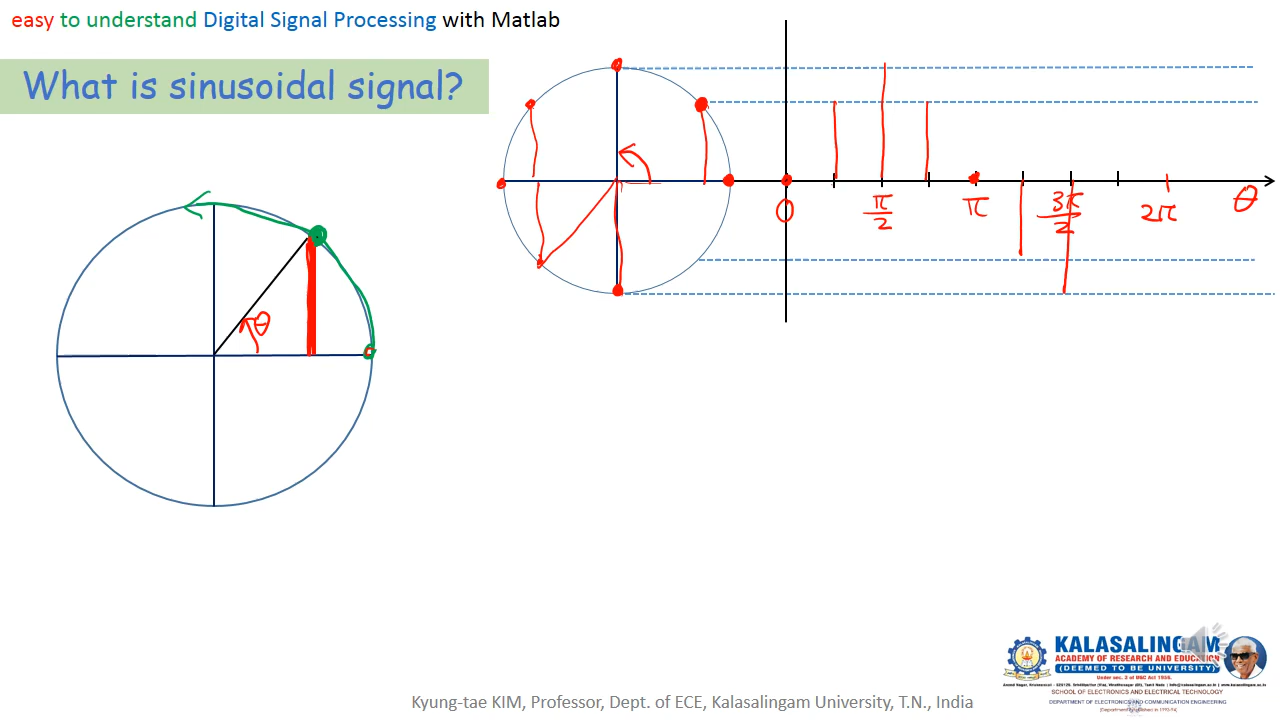 easy to understand Digital Signal Processing with Matlab
What is sinusoidal signal?
θ
0
π/2
π
3π/2
2π
θ
KALASALINGAM
ACADEMY OF RESEARCH AND EDUCATION
(DEEMED TO BE UNIVERSITY)
Under sec. 3 of UGC Act 1956.
SCHOOL OF ELECTRONICS AND ELECTRICAL TECHNOLOGY
DEPARTMENT OF ELECTRONICS AND COMMUNICATION ENGINEERING
Kyung-tae KIM, Professor, Dept. of ECE, Kalasalingam University, T.N., India